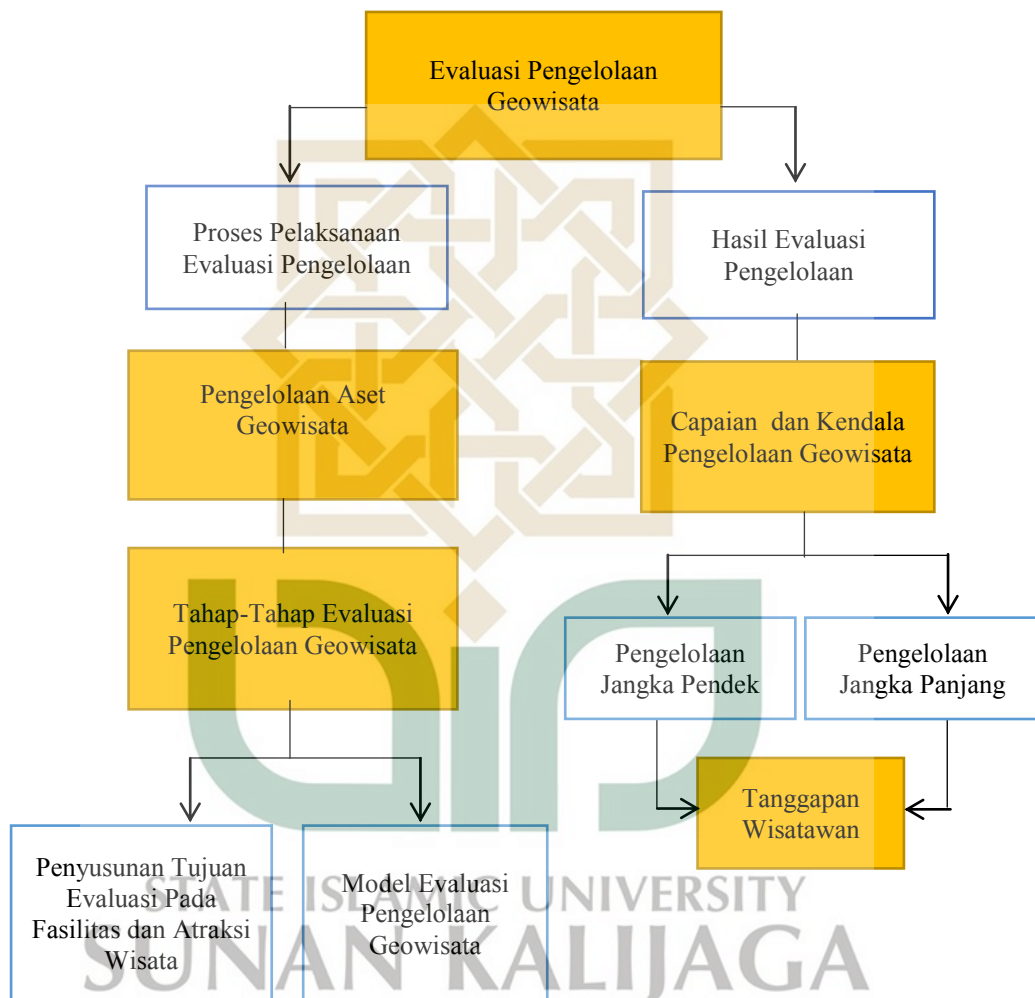 Evaluasi Pengelolaan
Geowisata
Proses Pelaksanaan
Evaluasi Pengelolaan
Hasil Evaluasi
Pengelolaan
Pengelolaan Aset
Geowisata
Capaian dan Kendala
Pengelolaan Geowisata
Tahap-Tahap Evaluasi
Pengelolaan Geowisata
Pengelolaan
Jangka Pendek
Pengelolaan
Jangka Panjang
Tanggapan
Wisatawan
Penyusunan Tujuan
Evaluasi Pada
Fasilitas dan Atraksi
Wisata
Model Evaluasi
Pengelolaan
Geowisata
STATE ISLAMIC UNIVERSITY
SUNAN KALIJAGA